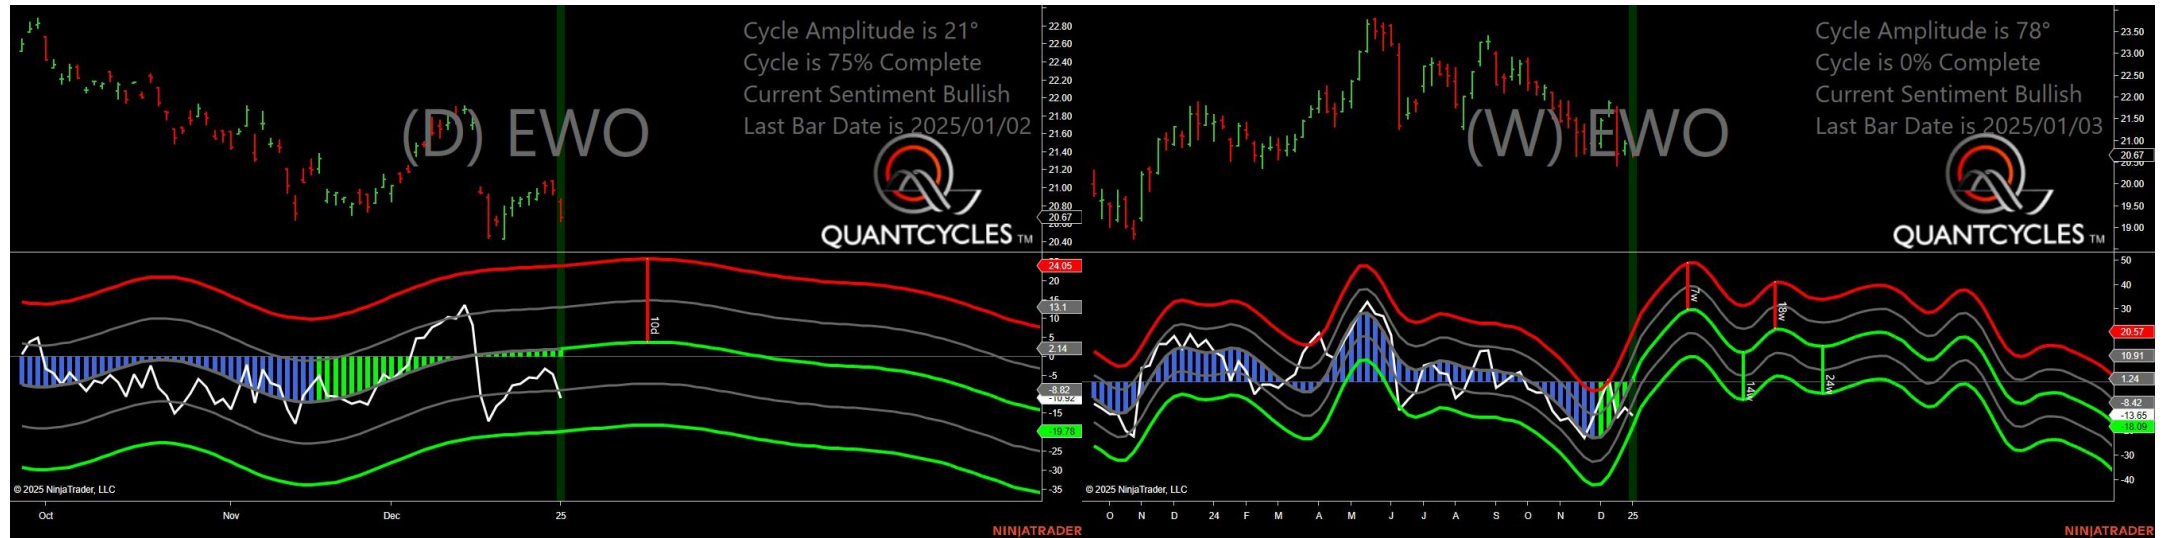 Cycle Amplitude is 21°
Cycle is 75% Complete
Current Sentiment Bullish
Last Bar Date is 2025/01/02
(D) EWO
QUANTCYCLES TM
22.80
22.60
22.40
22.20
22.00
21.80
21.60
21.40
21.20
21.00
20.80
20.67
20.60
20.40
24.05
20
15
13.1
10
5
2.14
0
-5
-8.82
-10.92
-15
-19.78
-25
-30
-35
10d
© 2025 NinjaTrader, LLC
Oct
Nov
Dec
25
NINJATRADER
Cycle Amplitude is 78°
Cycle is 0% Complete
Current Sentiment Bullish
Last Bar Date is 2025/01/03
(W) EWO
QUANTCYCLES TM
23.50
23.00
22.50
22.00
21.50
21.00
20.67
20.50
20.00
19.50
19.00
50
40
30
20.57
10.91
1.24
-8.42
-13.65
-18.09
-30
-40
7w
18w
14w
24w
© 2025 NinjaTrader, LLC
O
N
D
24
F
M
A
M
J
J
A
S
O
N
D
25
NINJATRADER